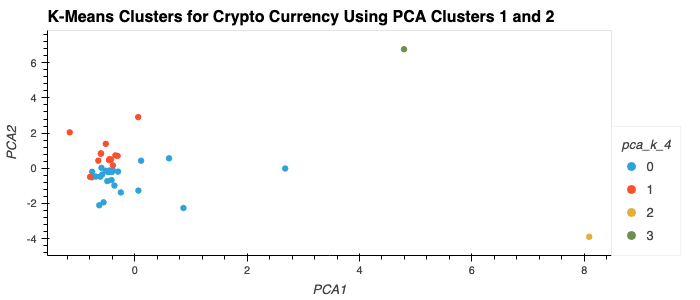 K-Means Clusters for Crypto Currency Using PCA Clusters 1 and 2
PCA2
6
4
2
0
-2
-4
0 2 4 6 8
PCA1
pca_k_4
0
1
2
3